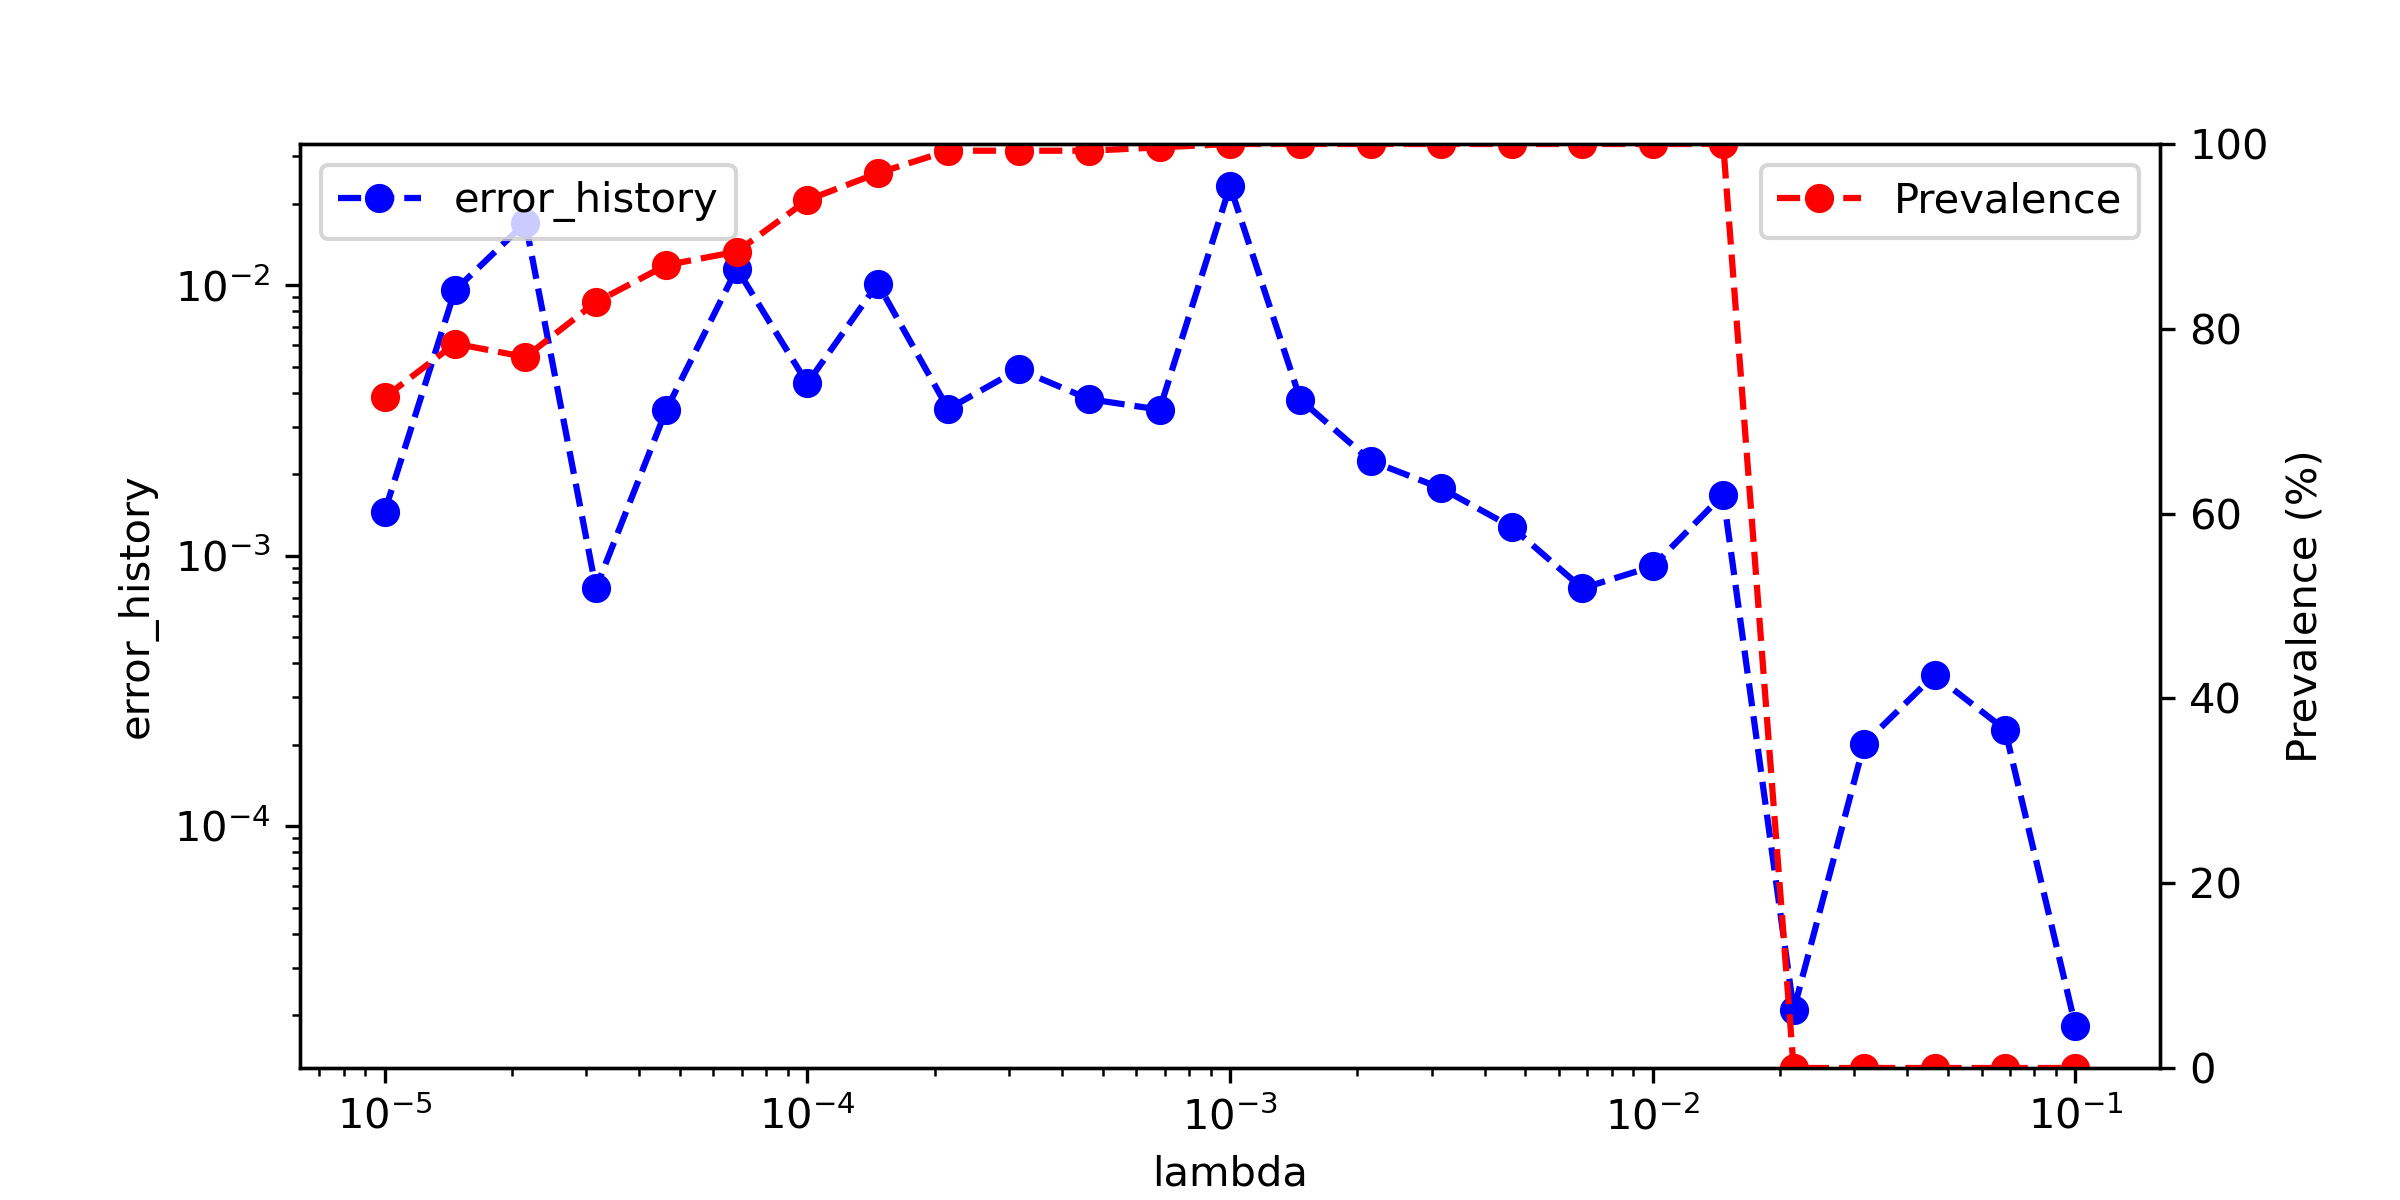 error_history
Prevalence
10⁻²
10⁻³
10⁻⁴
error_history
100
80
60
40
20
0
Prevalence (%)
10⁻⁵
10⁻⁴
10⁻³
10⁻²
10⁻¹
lambda